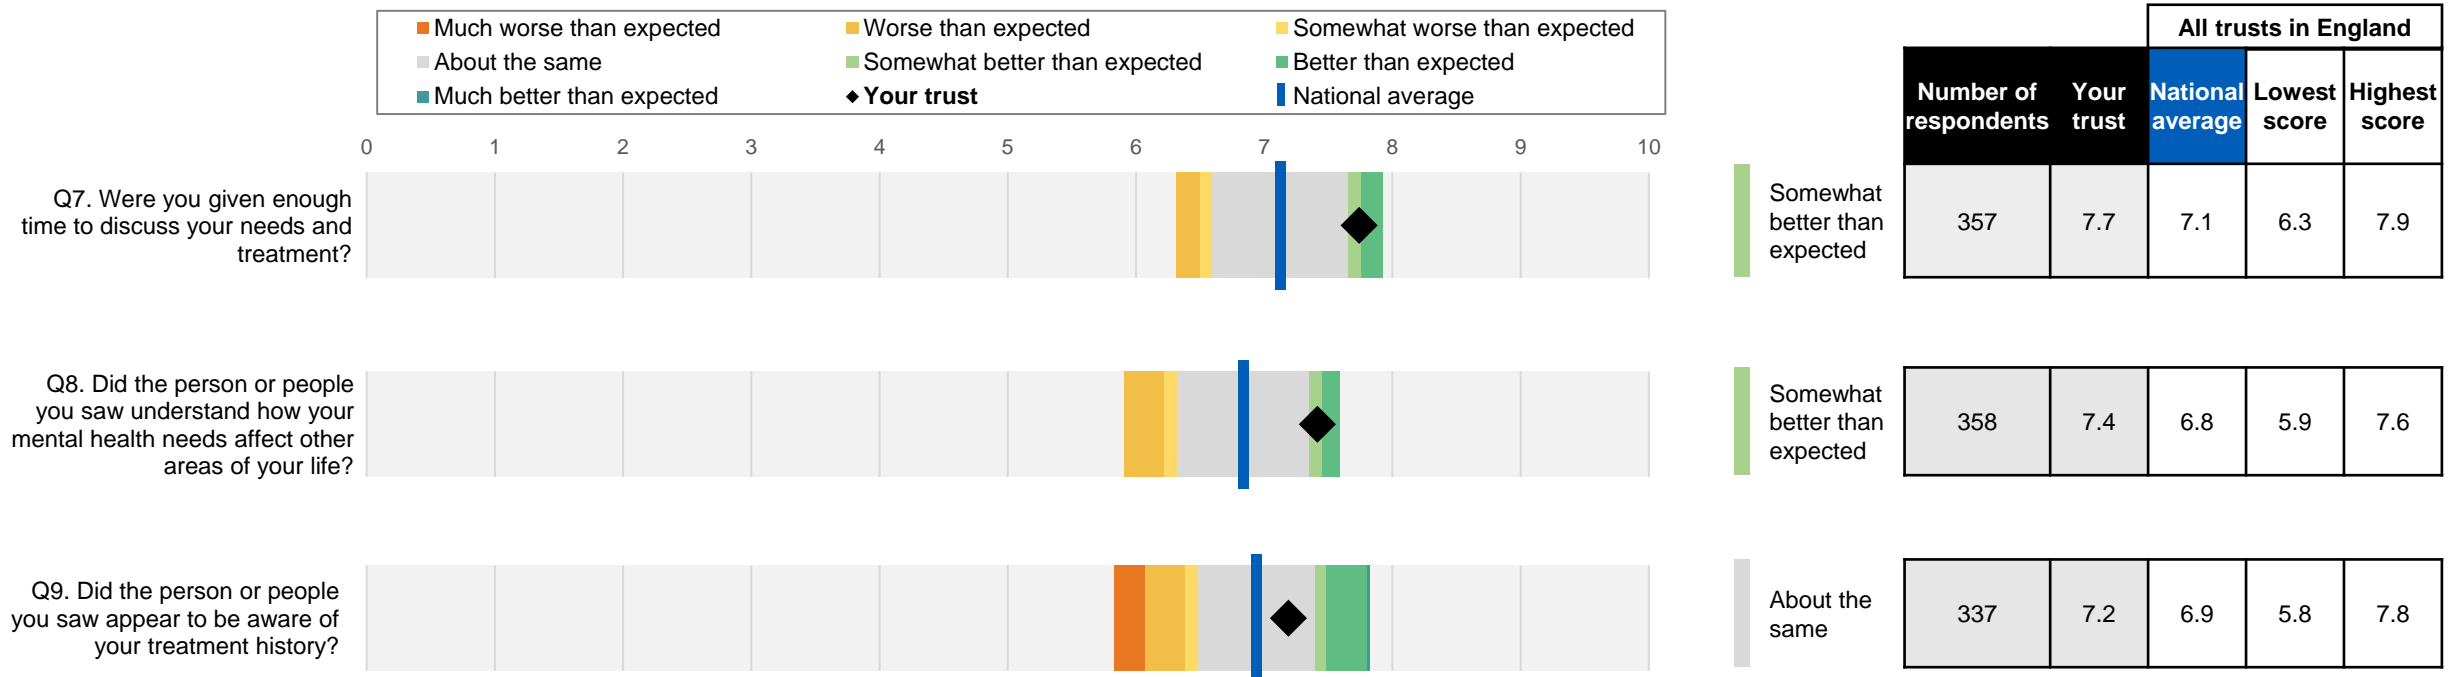 Much worse than expected
Worse than expected
Somewhat worse than expected
About the same
Somewhat better than expected
Better than expected
Much better than expected
Your trust
National average
All trusts in England
Number of
respondents
Your
trust
National
average
Lowest
score
Highest
score
0 1 2 3 4 5 6 7 8 9 10
Q7. Were you given enough
time to discuss your needs and
treatment?
Somewhat
better than
expected
357 7.7 7.1 6.3 7.9
Q8. Did the person or people
you saw understand how your
mental health needs affect other
areas of your life?
Somewhat
better than
expected
358 7.4 6.8 5.9 7.6
Q9. Did the person or people
you saw appear to be aware of
your treatment history?
About the
same
337 7.2 6.9 5.8 7.8